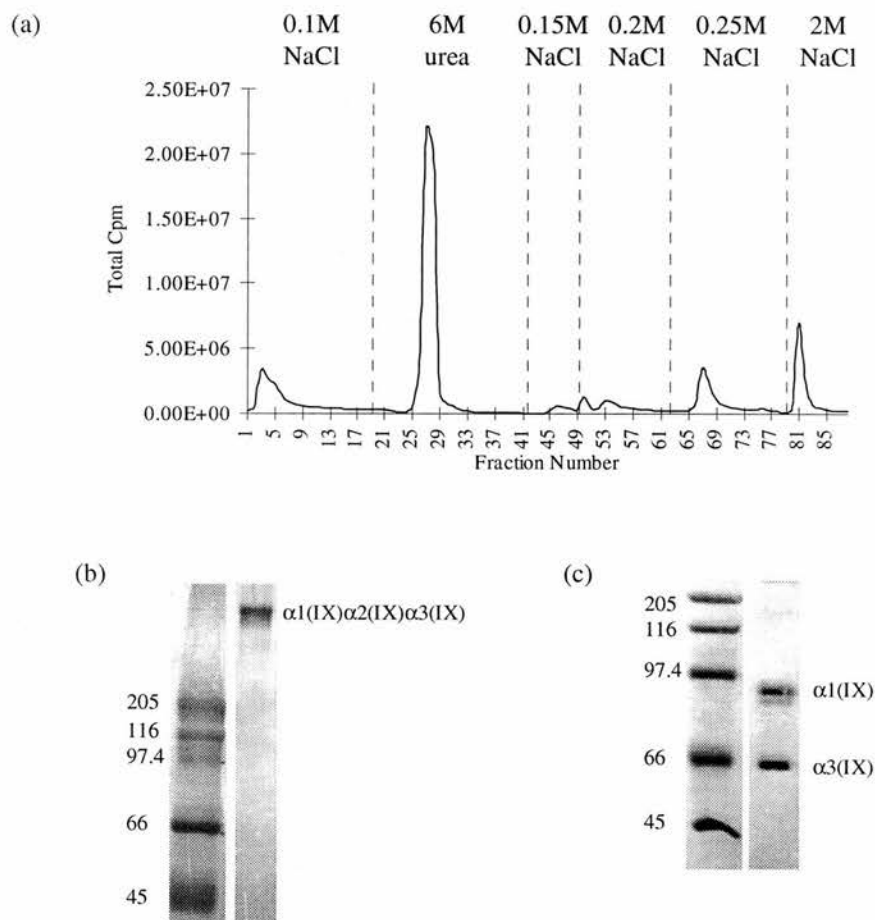 (a)
0.1M NaCl
6M urea
0.15M NaCl
0.2M NaCl
0.25M NaCl
2M NaCl
2.50E+07
2.00E+07
1.50E+07
1.00E+07
5.00E+06
0.00E+00
Total Cpm
1 5 9 13 17 21 25 29 33 37 41 45 49 53 57 61 65 69 73 77 81 85
Fraction Number
(b)
α1(IX)α2(IX)α3(IX)
205
116
97.4
66
45
(c)
205
116
97.4
α1(IX)
66
α3(IX)
45